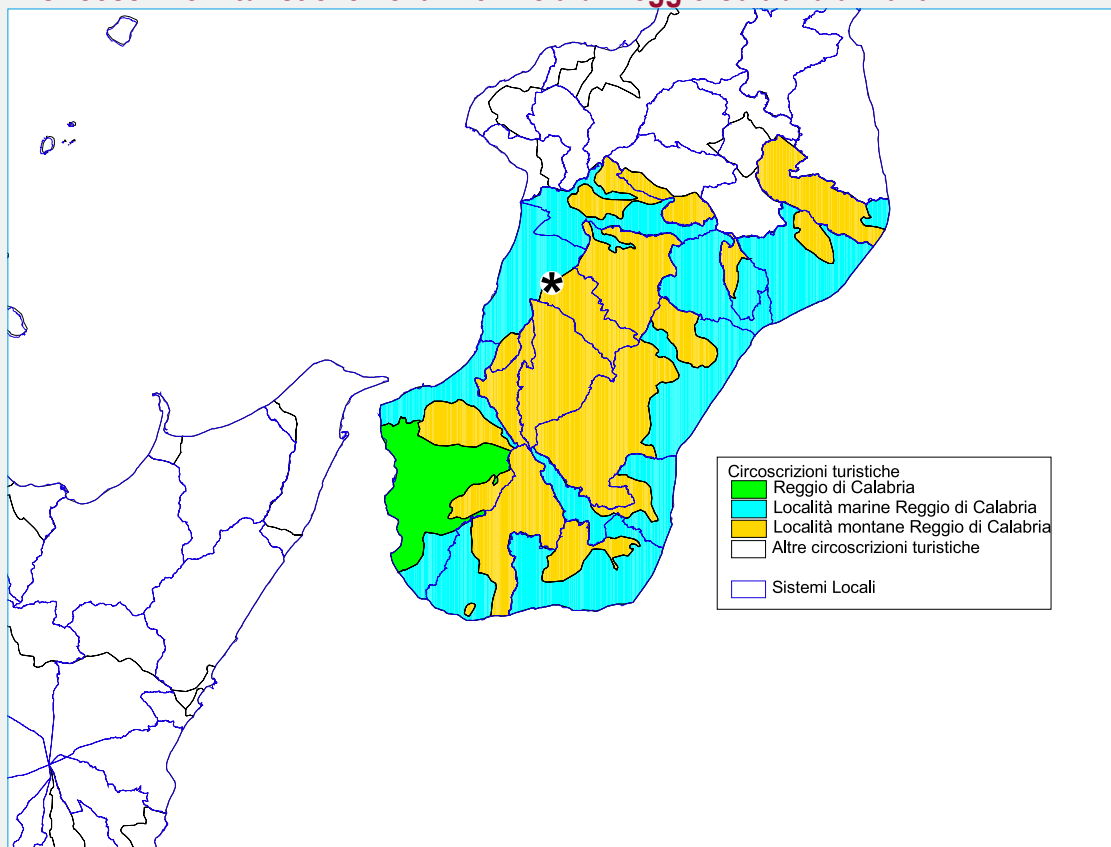 Reggio
*
Circoscrizioni turistiche
Reggio di Calabria
Località marine Reggio di Calabria
Località montane Reggio di Calabria
Altre circoscrizioni turistiche
Sistemi Locali